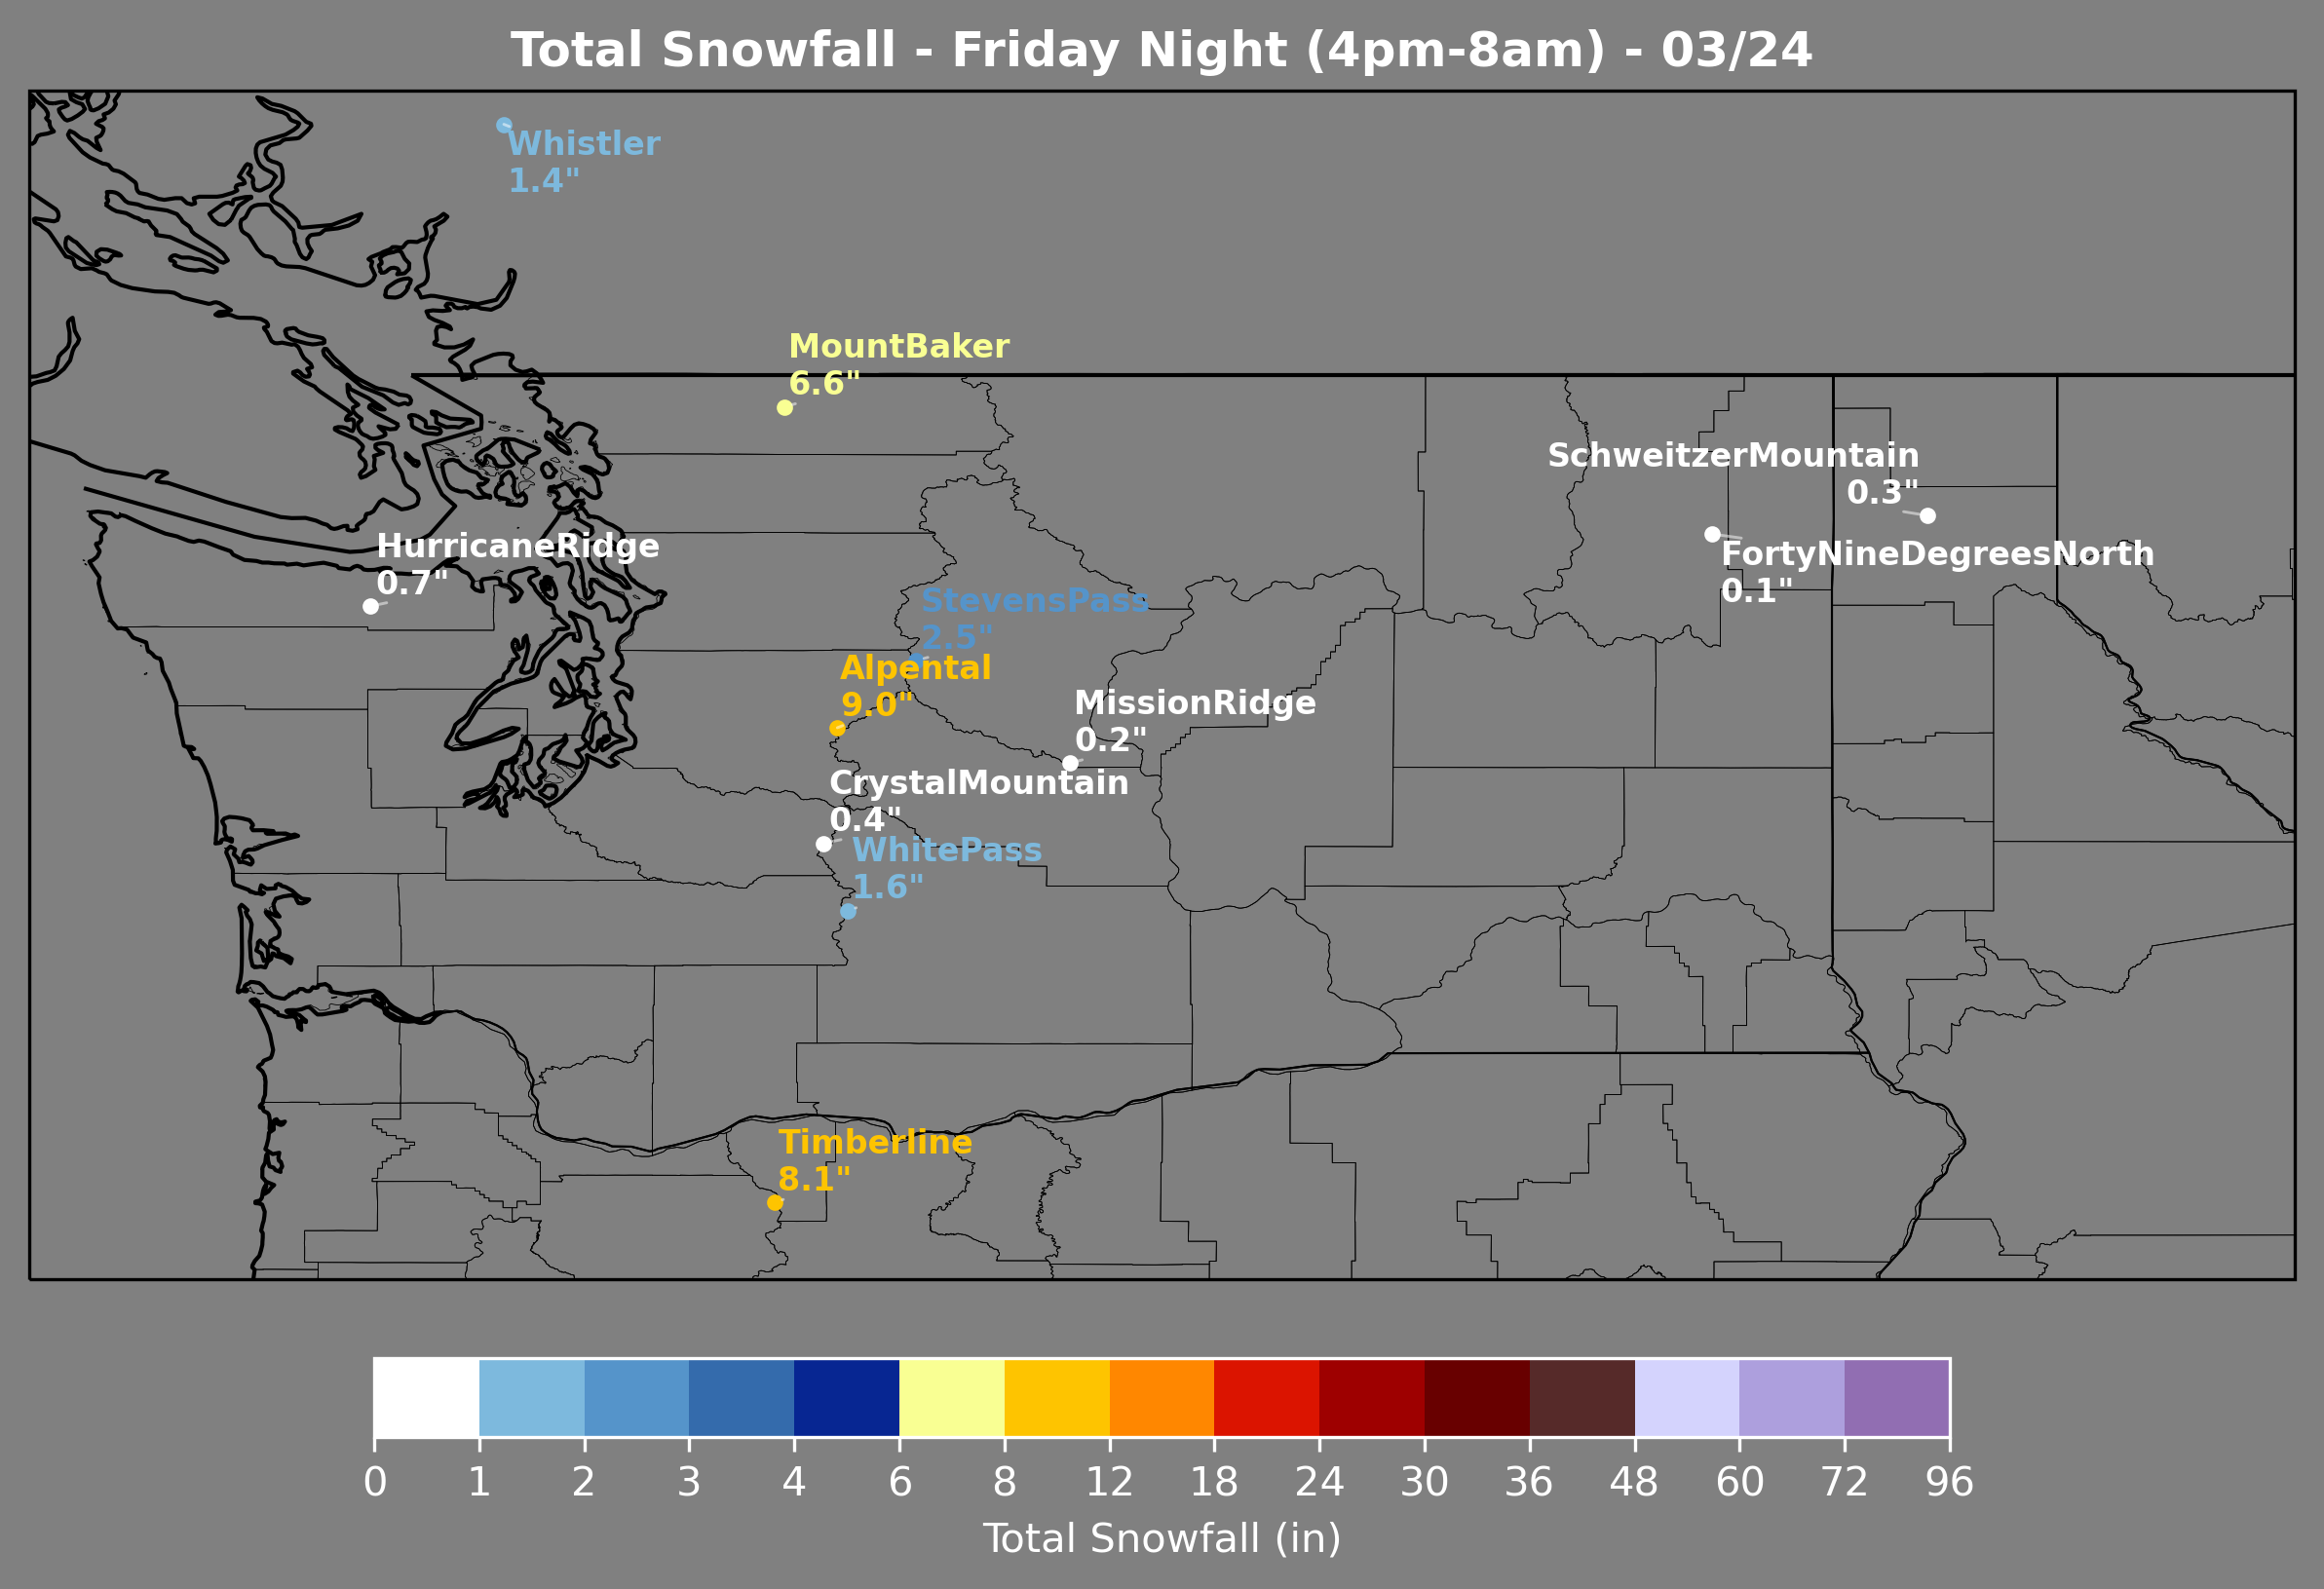 Total Snowfall - Friday Night (4pm-8am) - 03/24
Whistler
1.4"
MountBaker
6.6"
SchweitzerMountain
0.3"
HurricaneRidge
0.7"
FortyNineDegreesNorth
0.1"
StevensPass
2.5"
Alpental
9.0"
MissionRidge
0.2"
CrystalMountain
0.4"
WhitePass
1.6"
Timberline
8.1"
0 1 2 3 4 6 8 12 18 24 30 36 48 60 72 96
Total Snowfall (in)